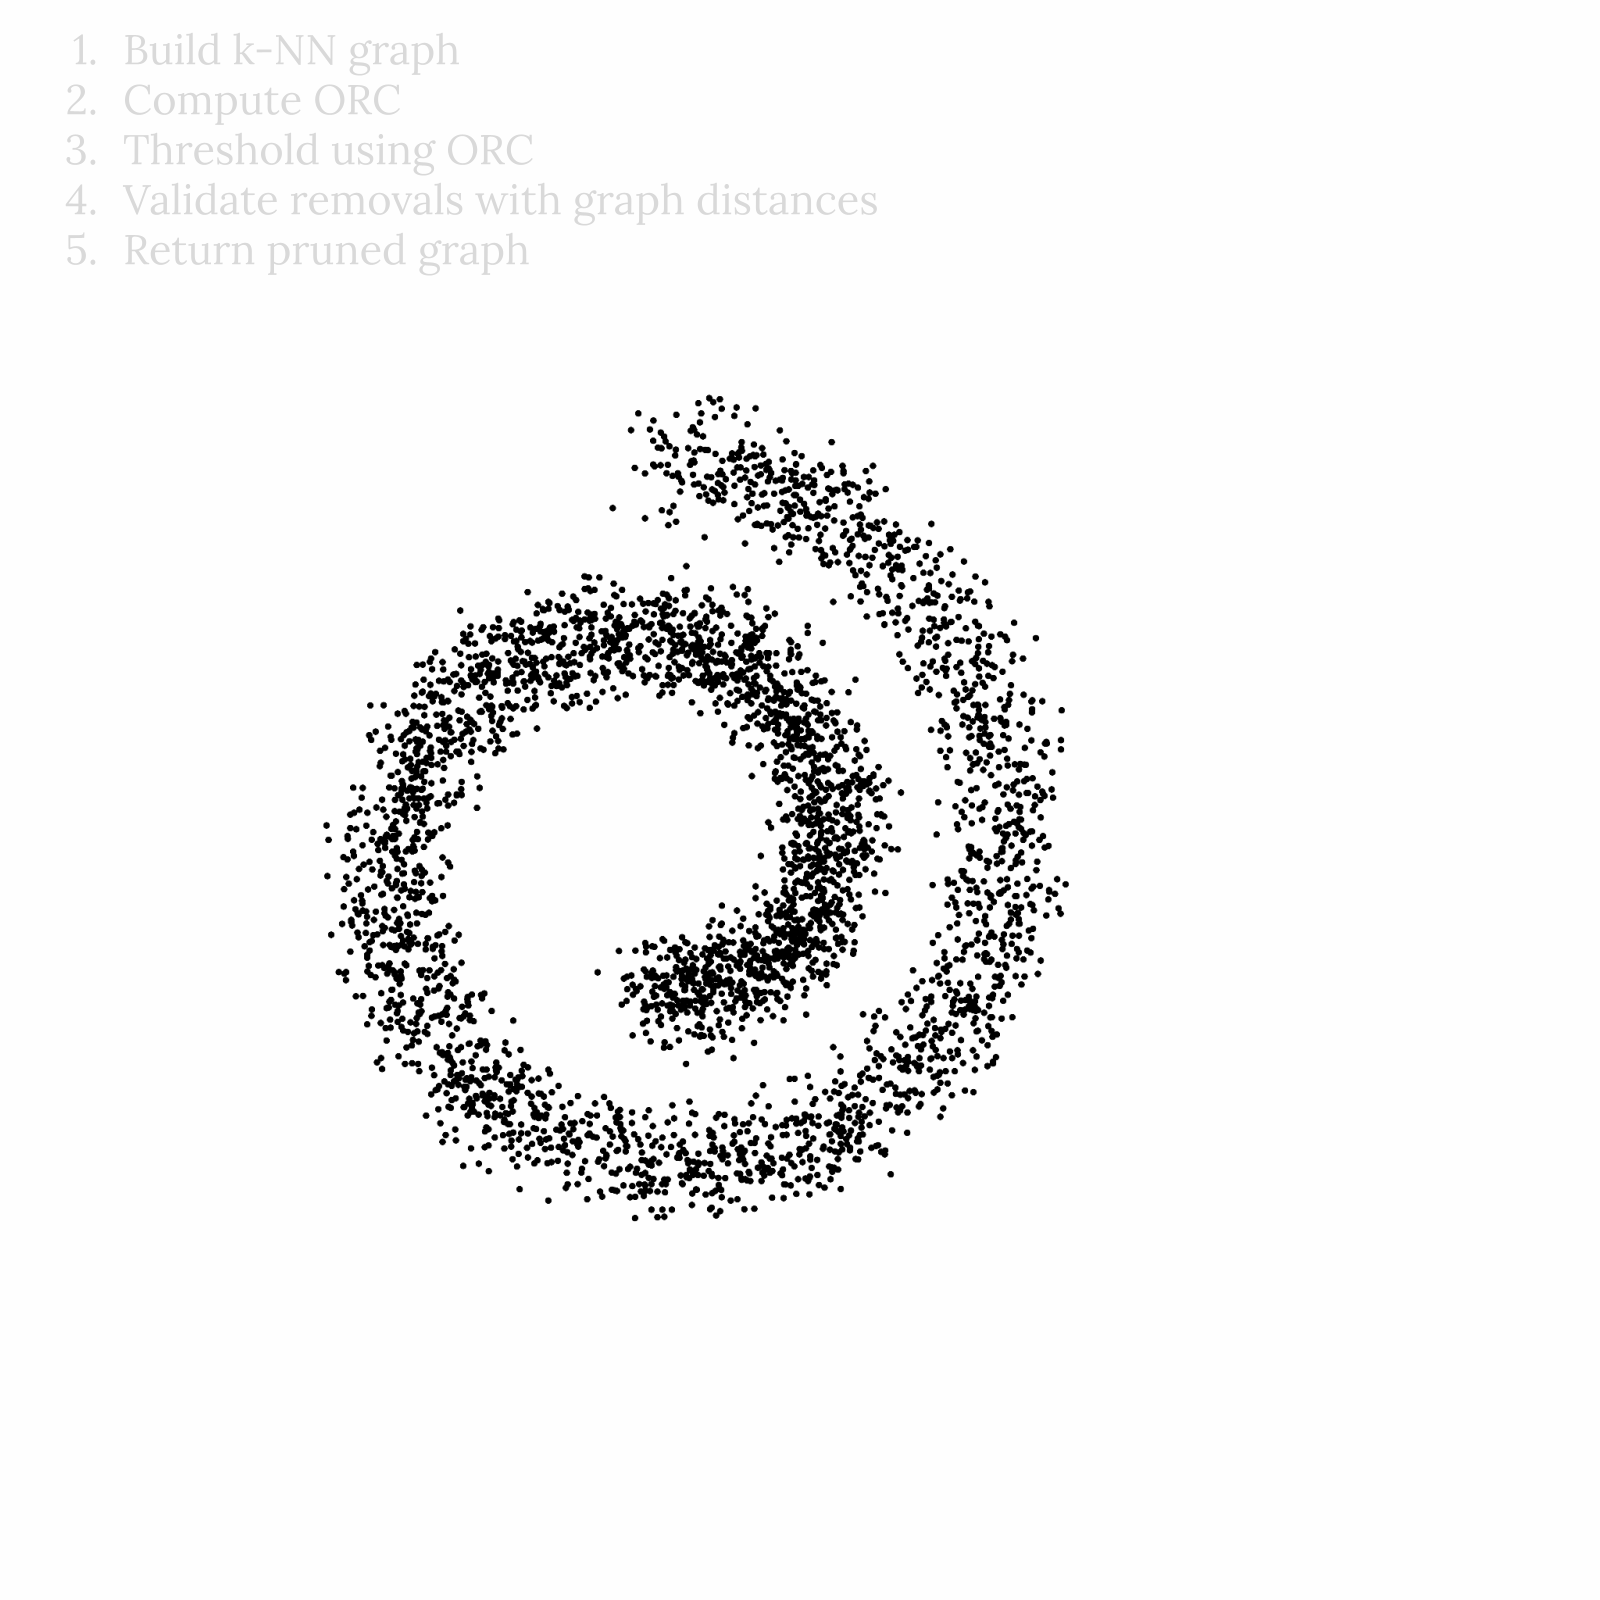 1. Build k-NN graph
2. Compute ORC
3. Threshold using ORC
4. Validate removals with graph distances
5. Return pruned graph